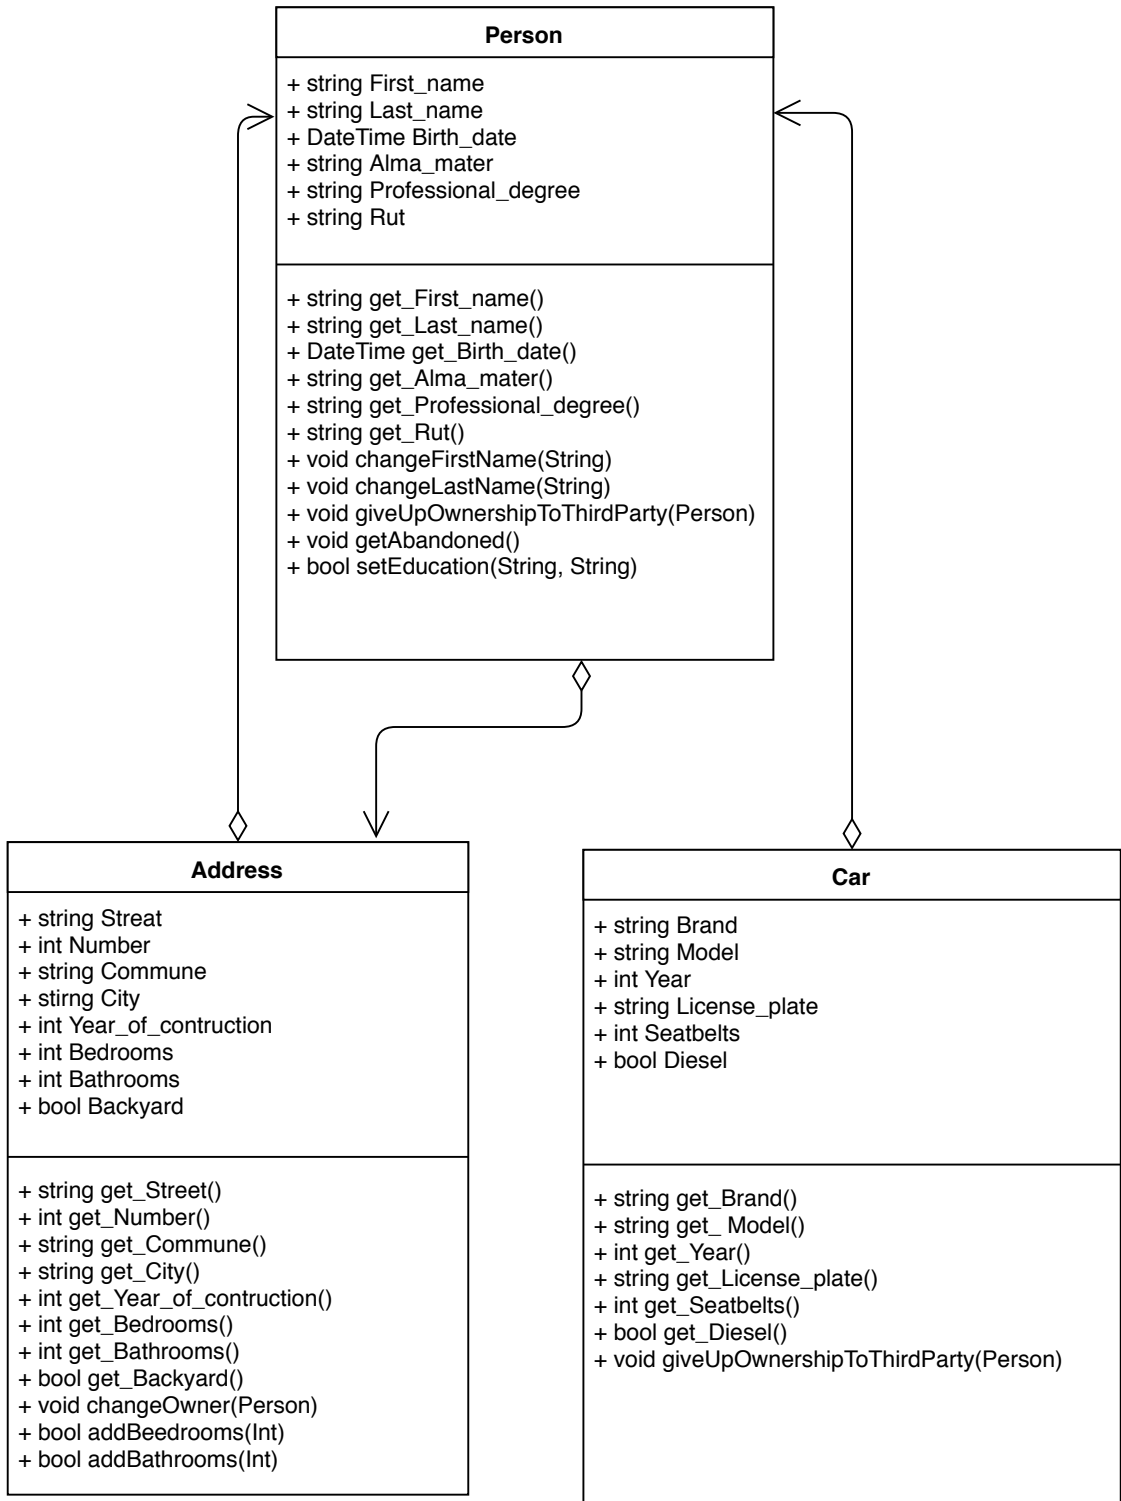 Person
+ string First_name
+ string Last_name
+ DateTime Birth_date
+ string Alma_mater
+ string Professional_degree
+ string Rut
+ string get_First_name()
+ string get_Last_name()
+ DateTime get_Birth_date()
+ string get_Alma_mater()
+ string get_Professional_degree()
+ string get_Rut()
+ void changeFirstName(String)
+ void changeLastName(String)
+ void giveUpOwnershipToThirdParty(Person)
+ void getAbandoned()
+ bool setEducation(String, String)
Address
+ string Streat
+ int Number
+ string Commune
+ stirng City
+ int Year_of_contruction
+ int Bedrooms
+ int Bathrooms
+ bool Backyard
+ string get_Street()
+ int get_Number()
+ string get_Commune()
+ string get_City()
+ int get_Year_of_contruction()
+ int get_Bedrooms()
+ int get_Bathrooms()
+ bool get_Backyard()
+ void changeOwner(Person)
+ bool addBeedrooms(Int)
+ bool addBathrooms(Int)
Car
+ string Brand
+ string Model
+ int Year
+ string License_plate
+ int Seatbelts
+ bool Diesel
+ string get_Brand()
+ string get_ Model()
+ int get_Year()
+ string get_License_plate()
+ int get_Seatbelts()
+ bool get_Diesel()
+ void giveUpOwnershipToThirdParty(Person)